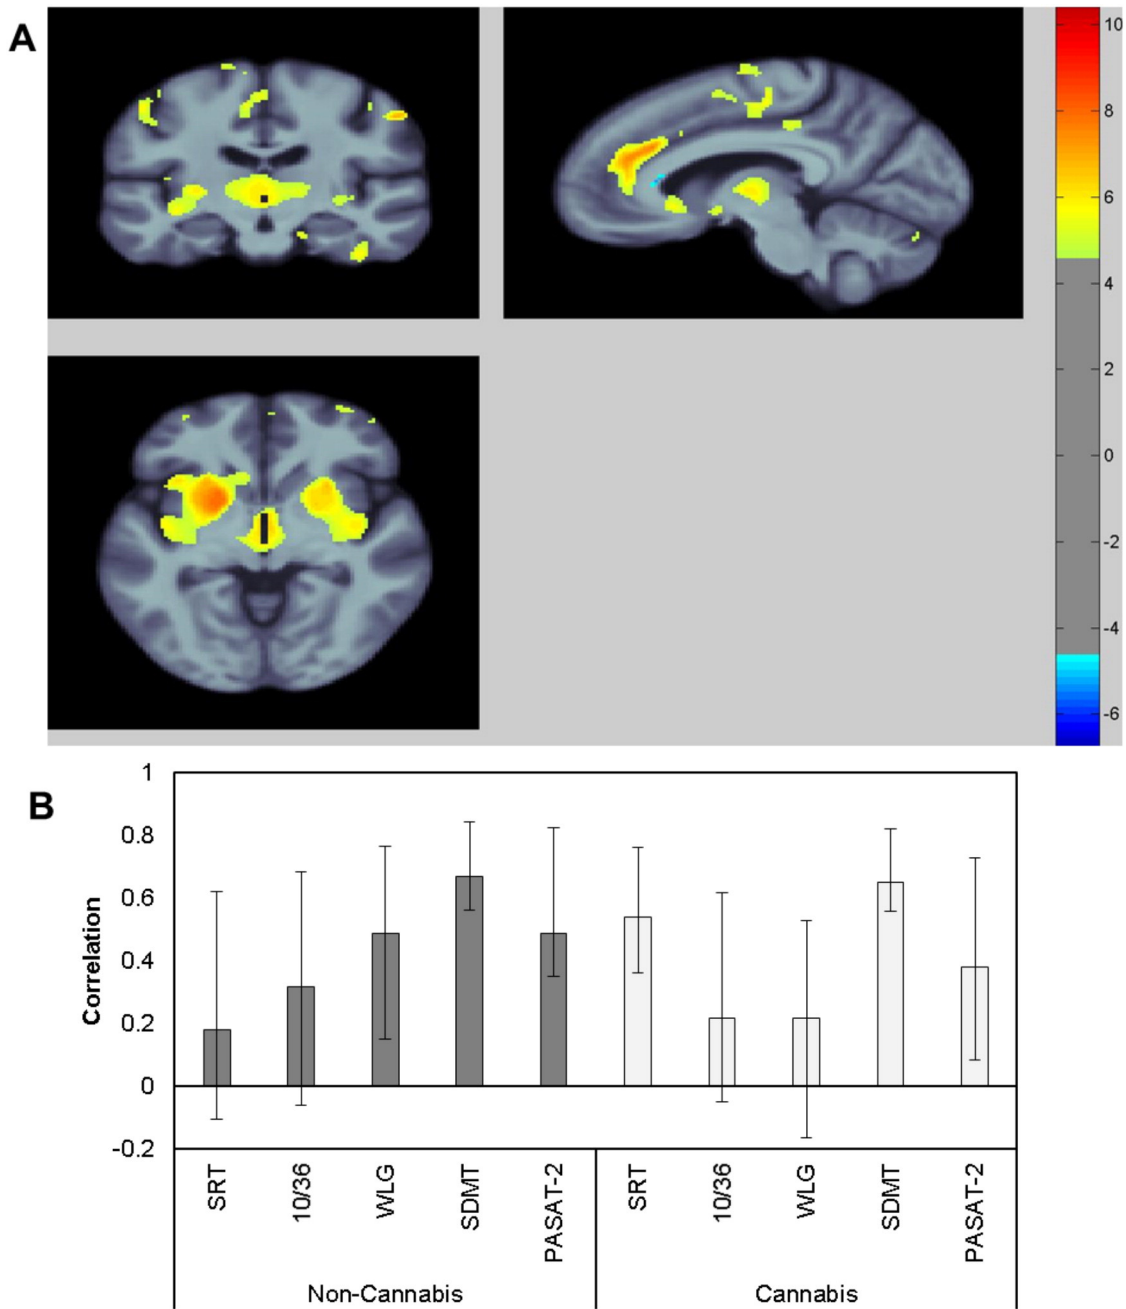 A
10
8
6
4
2
0
-2
-4
-6
B
1
0.8
0.6
0.4
0.2
0
-0.2
Correlation
SRT
10/36
WLG
SDMT
PASAT-2
SRT
10/36
WLG
SDMT
PASAT-2
Non-Cannabis
Cannabis